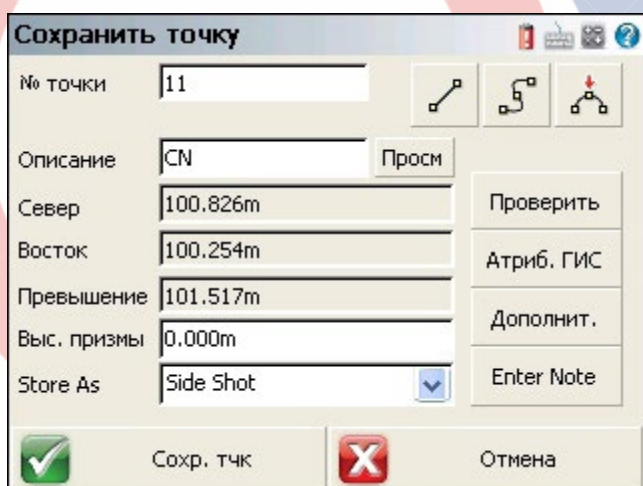 Сохранить точку
№ точки 11
Описание CN Просм
Север 100.826m Проверить
Восток 100.254m Атриб. ГИС
Превышение 101.517m
Дополнит.
Выс. призмы 0.000m
Store As Side Shot Enter Note
Сохр. тчк Отмена